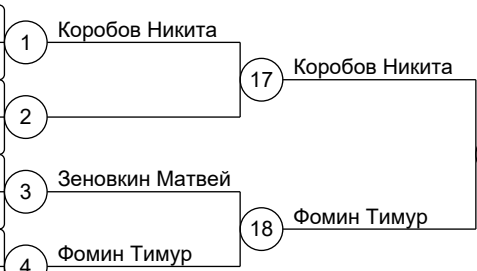 Коробов Никита
1
Коробов Никита
17
2
Зеновкин Матвей
3
Фомин Тимур
18
Фомин Тимур
4